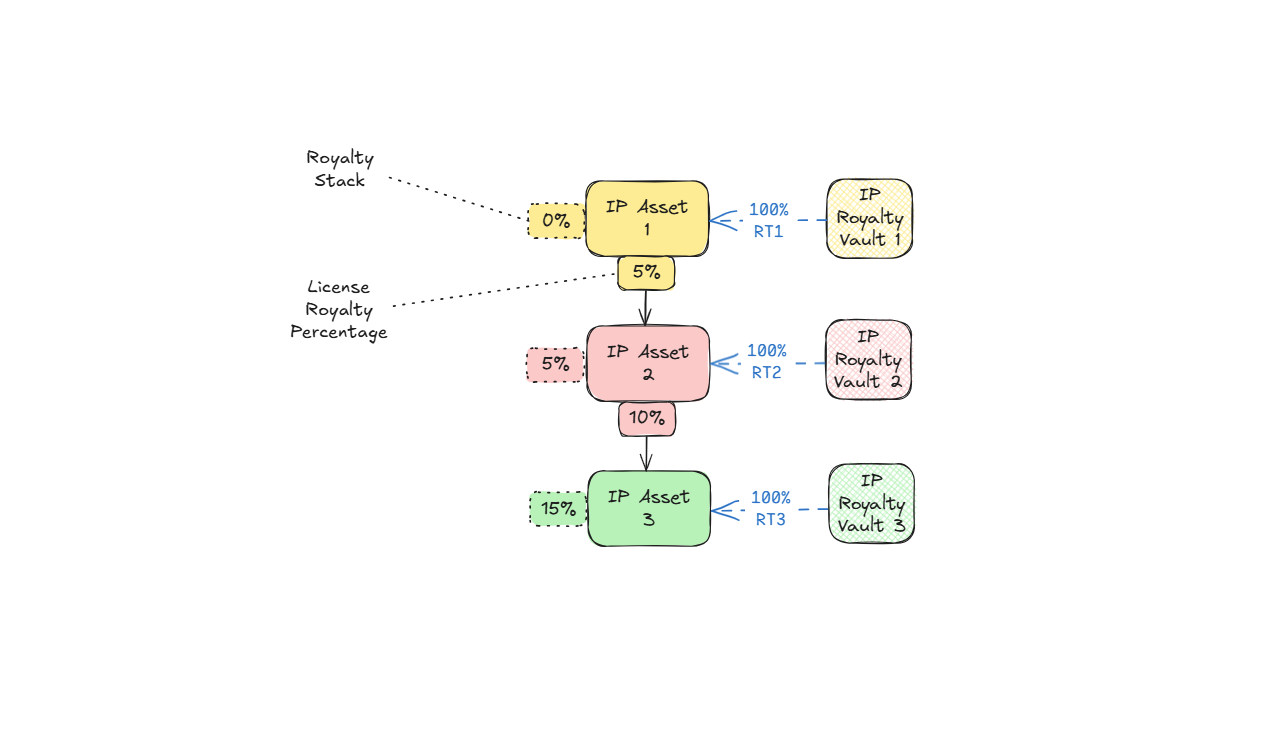 Royalty
Stack
0%
IP Asset
1
100%
RT1
IP
Royalty
Vault 1
5%
License
Royalty
Percentage
5%
IP Asset
2
100%
RT2
IP
Royalty
Vault 2
10%
15%
IP Asset
3
100%
RT3
IP
Royalty
Vault 3